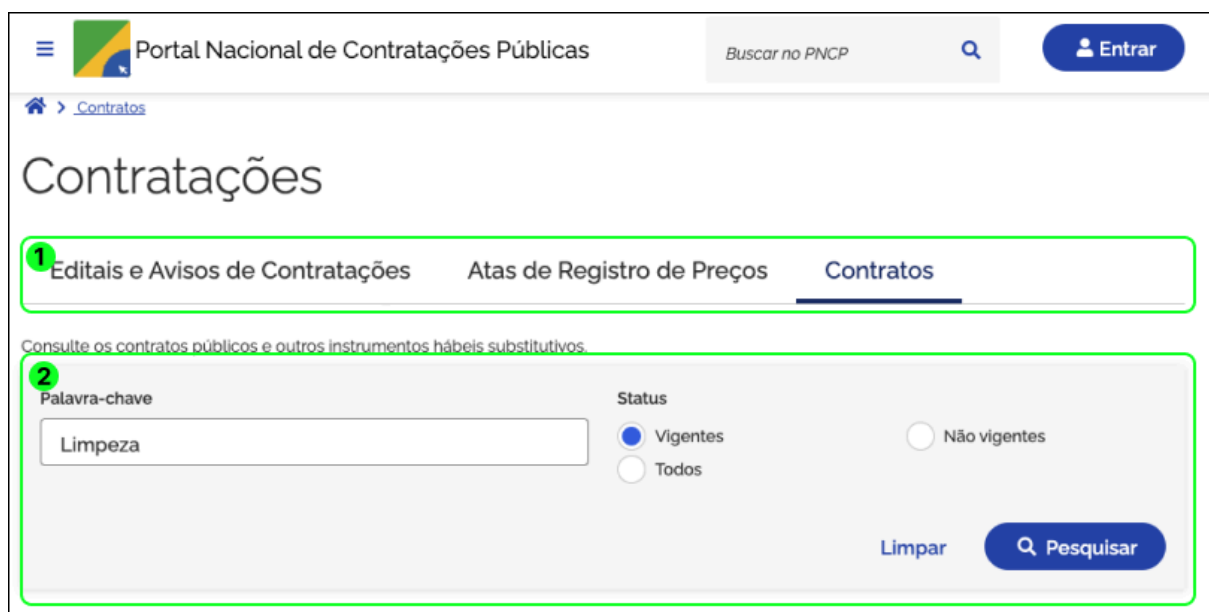 Portal Nacional de Contratações Públicas
Buscar no PNCP
Entrar
Contratos
Contratações
1
Editais e Avisos de Contratações Atas de Registro de Preços Contratos
Consulte os contratos públicos e outros instrumentos hábeis substitutivos.
2
Palavra-chave
Limpeza
Status
Vigentes
Não vigentes
Todos
Limpar
Pesquisar